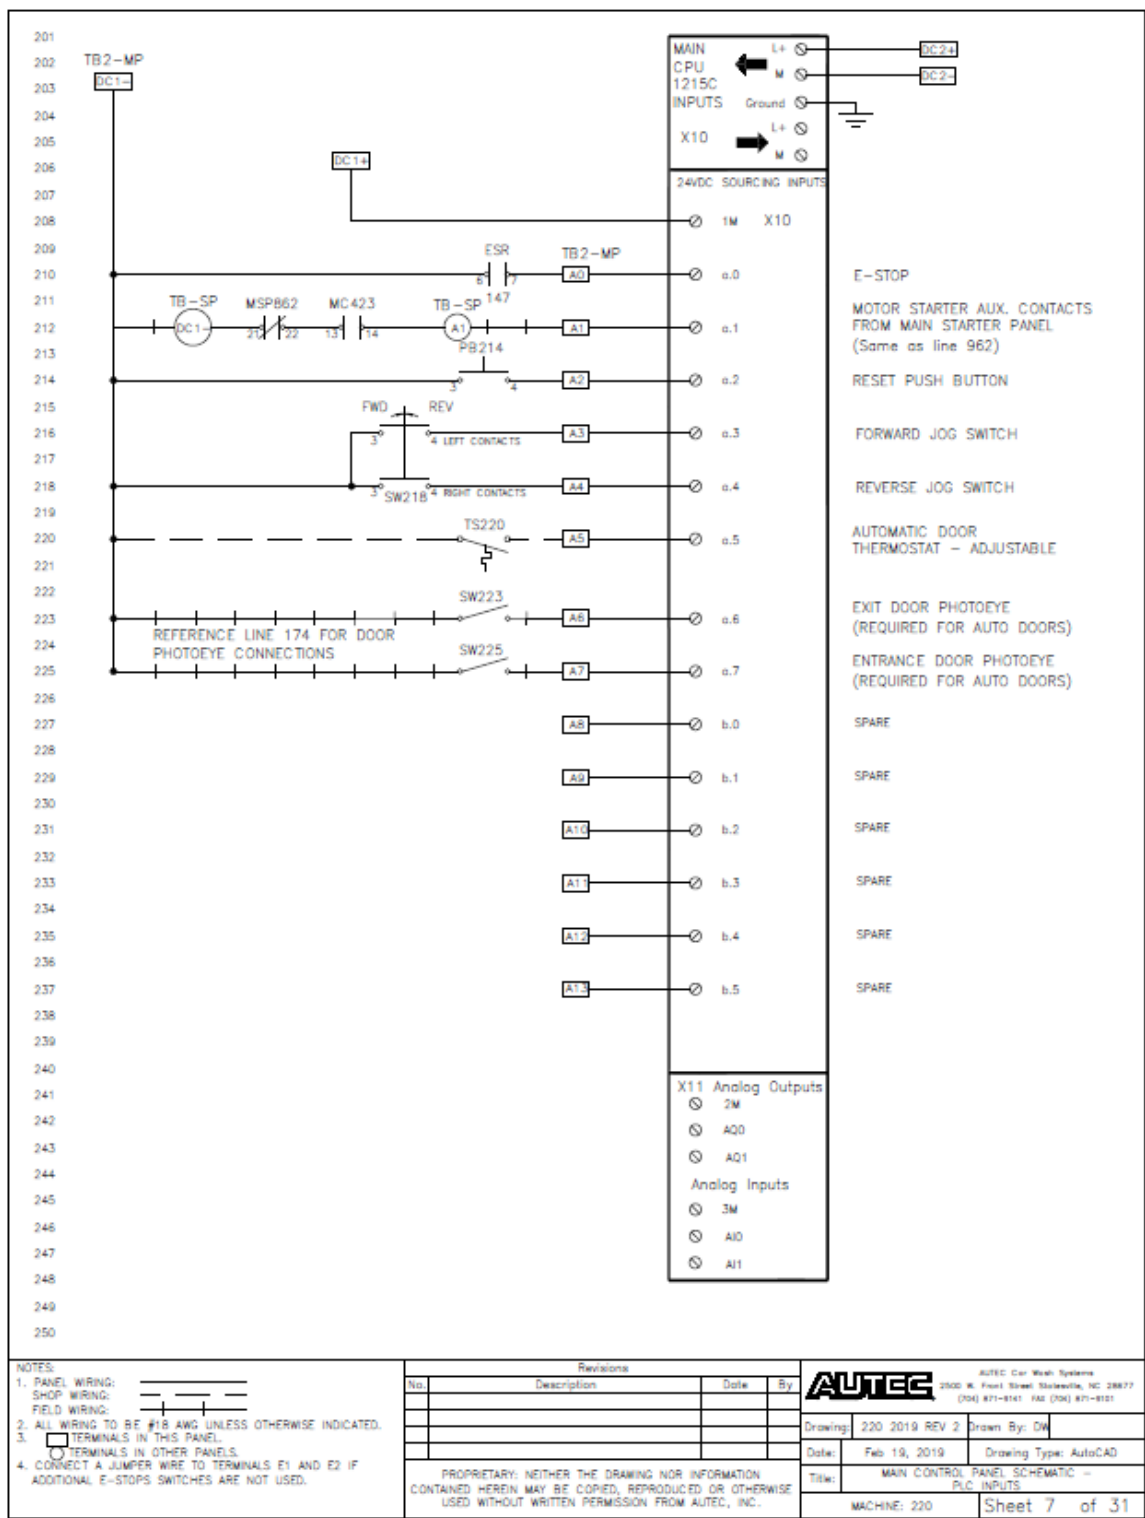 201
202 TB2-MP
203 DC1-
204
205
206
207
208
209
210
211
212
213
214
215
216
217
218
219
220
221
222
223
224
225
226
227
228
229
230
231
232
233
234
235
236
237
238
239
240
241
242
243
244
245
246
247
248
249
250
MAIN L+ DC2+
CPU M DC2-
1215C
INPUTS Ground
X10 L+
M
DC1+
24VDC SOURCING INPUTS
1M X10
ESR TB2-MP
6 7 A0 a.0 E-STOP
147
TB-SP MSP862 MC423 TB-SP
DC1- 21 22 13 14 A1 A1 a.1
MOTOR STARTER AUX. CONTACTS
FROM MAIN STARTER PANEL
(Same as line 962)
PB214
3 4 A2 a.2 RESET PUSH BUTTON
FWD REV
3 4 LEFT CONTACTS A3 a.3 FORWARD JOG SWITCH
3 SW218 4 RIGHT CONTACTS A4 a.4 REVERSE JOG SWITCH
TS220
A5 a.5
AUTOMATIC DOOR
THERMOSTAT - ADJUSTABLE
SW223
A6 a.6
EXIT DOOR PHOTOEYE
(REQUIRED FOR AUTO DOORS)
REFERENCE LINE 174 FOR DOOR
PHOTOEYE CONNECTIONS
SW225
A7 a.7
ENTRANCE DOOR PHOTOEYE
(REQUIRED FOR AUTO DOORS)
A8 b.0 SPARE
A9 b.1 SPARE
A10 b.2 SPARE
A11 b.3 SPARE
A12 b.4 SPARE
A13 b.5 SPARE
X11 Analog Outputs
2M
AQ0
AQ1
Analog Inputs
3M
AI0
AI1
NOTES:
1. PANEL WIRING:
SHOP WIRING:
FIELD WIRING:
2. ALL WIRING TO BE #18 AWG UNLESS OTHERWISE INDICATED.
3. TERMINALS IN THIS PANEL.
TERMINALS IN OTHER PANELS.
4. CONNECT A JUMPER WIRE TO TERMINALS E1 AND E2 IF
ADDITIONAL E-STOPS SWITCHES ARE NOT USED.
Revisions
No. Description Date By
PROPRIETARY: NEITHER THE DRAWING NOR INFORMATION
CONTAINED HEREIN MAY BE COPIED, REPRODUCED OR OTHERWISE
USED WITHOUT WRITTEN PERMISSION FROM AUTEC, INC.
AUTEC
AUTEC Car Wash Systems
2500 W. Front Street Statesville, NC 28677
(704) 871-9141 FAX (704) 871-9101
Drawing: 220 2019 REV 2 Drawn By: DW
Date: Feb 19, 2019 Drawing Type: AutoCAD
Title: MAIN CONTROL PANEL SCHEMATIC -
PLC INPUTS
MACHINE: 220 Sheet 7 of 31